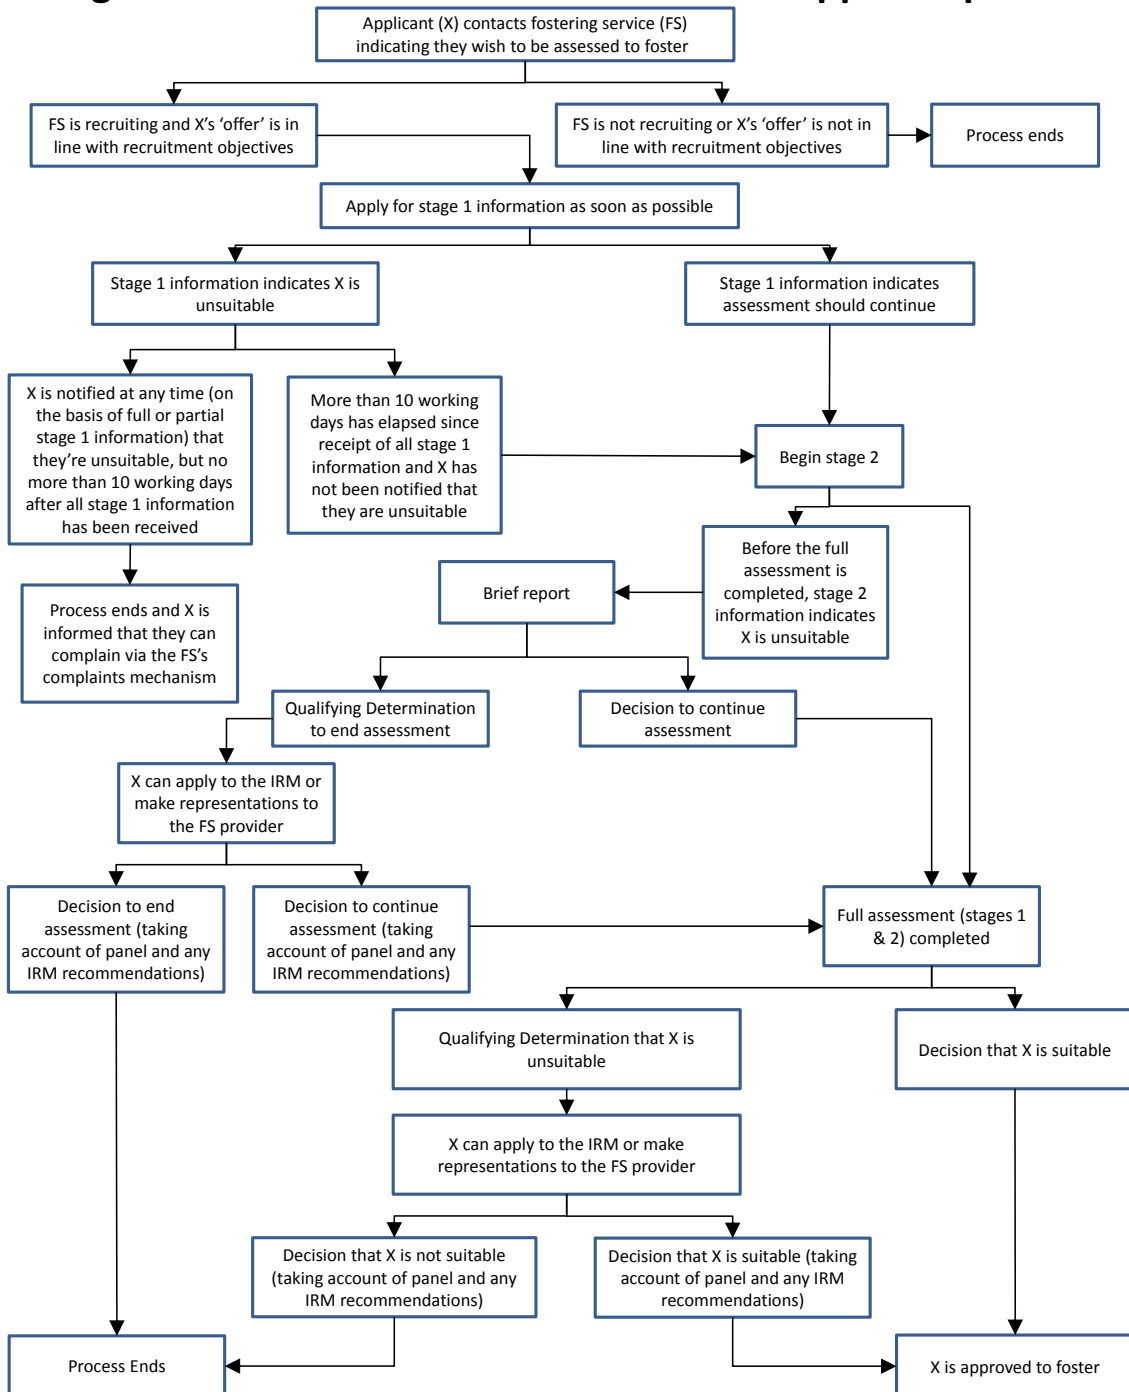 Applicant (X) contacts fostering service (FS)
indicating they wish to be assessed to foster
FS is recruiting and X's 'offer' is in
line with recruitment objectives
FS is not recruiting or X's 'offer' is not in
line with recruitment objectives
Process ends
Apply for stage 1 information as soon as possible
Stage 1 information indicates X is
unsuitable
Stage 1 information indicates
assessment should continue
X is notified at any time (on
the basis of full or partial
stage 1 information) that
they're unsuitable, but no
more than 10 working days
after all stage 1 information
has been received
More than 10 working
days has elapsed since
receipt of all stage 1
information and X has
not been notified that
they are unsuitable
Begin stage 2
Before the full
assessment is
completed, stage 2
information indicates
X is unsuitable
Brief report
Process ends and X is
informed that they can
complain via the FS's
complaints mechanism
Qualifying Determination
to end assessment
Decision to continue
assessment
X can apply to the IRM or
make representations to
the FS provider
Decision to end
assessment (taking
account of panel and any
IRM recommendations)
Decision to continue
assessment (taking
account of panel and any
IRM recommendations)
Full assessment (stages 1
& 2) completed
Qualifying Determination that X is
unsuitable
Decision that X is suitable
X can apply to the IRM or make
representations to the FS provider
Decision that X is not suitable
(taking account of panel and any
IRM recommendations)
Decision that X is suitable (taking
account of panel and any IRM
recommendations)
Process Ends
X is approved to foster